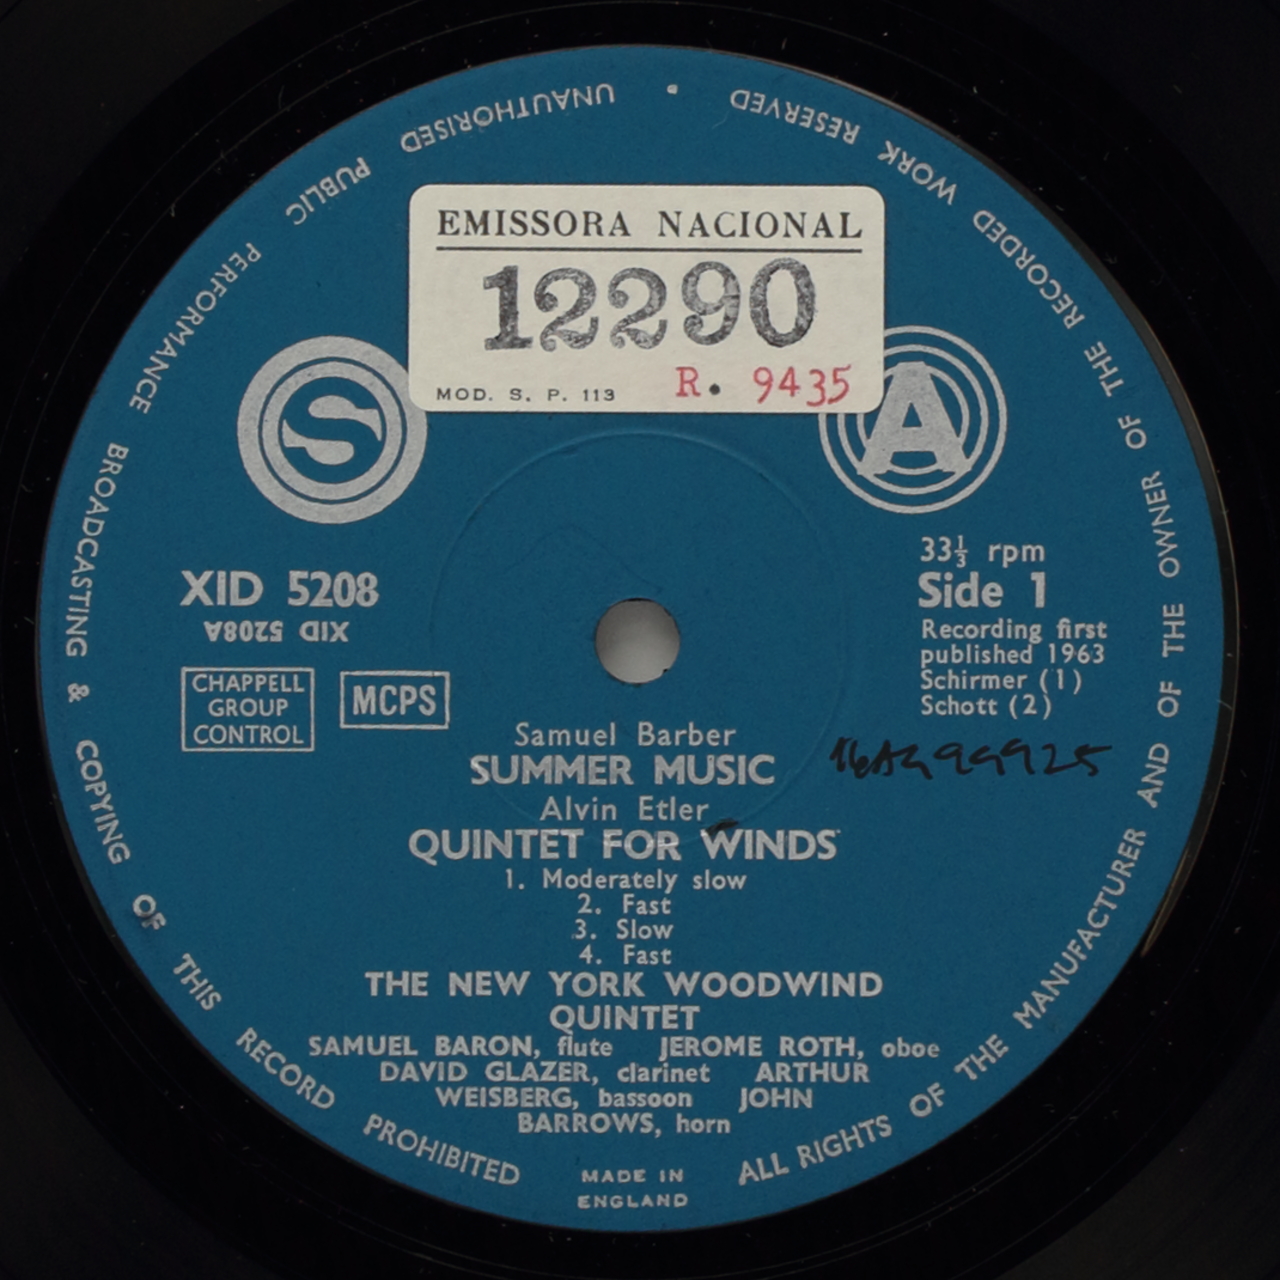 EMISSORA NACIONAL
12290
MOD. S. P. 113 R. 9435
S
A
33⅓ rpm
Side 1
Recording first
published 1963
Schirmer (1)
Schott (2)
XID 5208
XID 5208A
CHAPPELL
GROUP
CONTROL
MCPS
Samuel Barber
SUMMER MUSIC
Alvin Etler
QUINTET FOR WINDS
1. Moderately slow
2. Fast
3. Slow
4. Fast
THE NEW YORK WOODWIND
QUINTET
SAMUEL BARON, flute JEROME ROTH, oboe
DAVID GLAZER, clarinet ARTHUR
WEISBERG, bassoon JOHN
BARROWS, horn
MADE IN
ENGLAND
ALL RIGHTS OF THE MANUFACTURER AND OF THE OWNER OF THE RECORDED WORK RESERVED • UNAUTHORISED PUBLIC PERFORMANCE BROADCASTING & COPYING OF THIS RECORD PROHIBITED